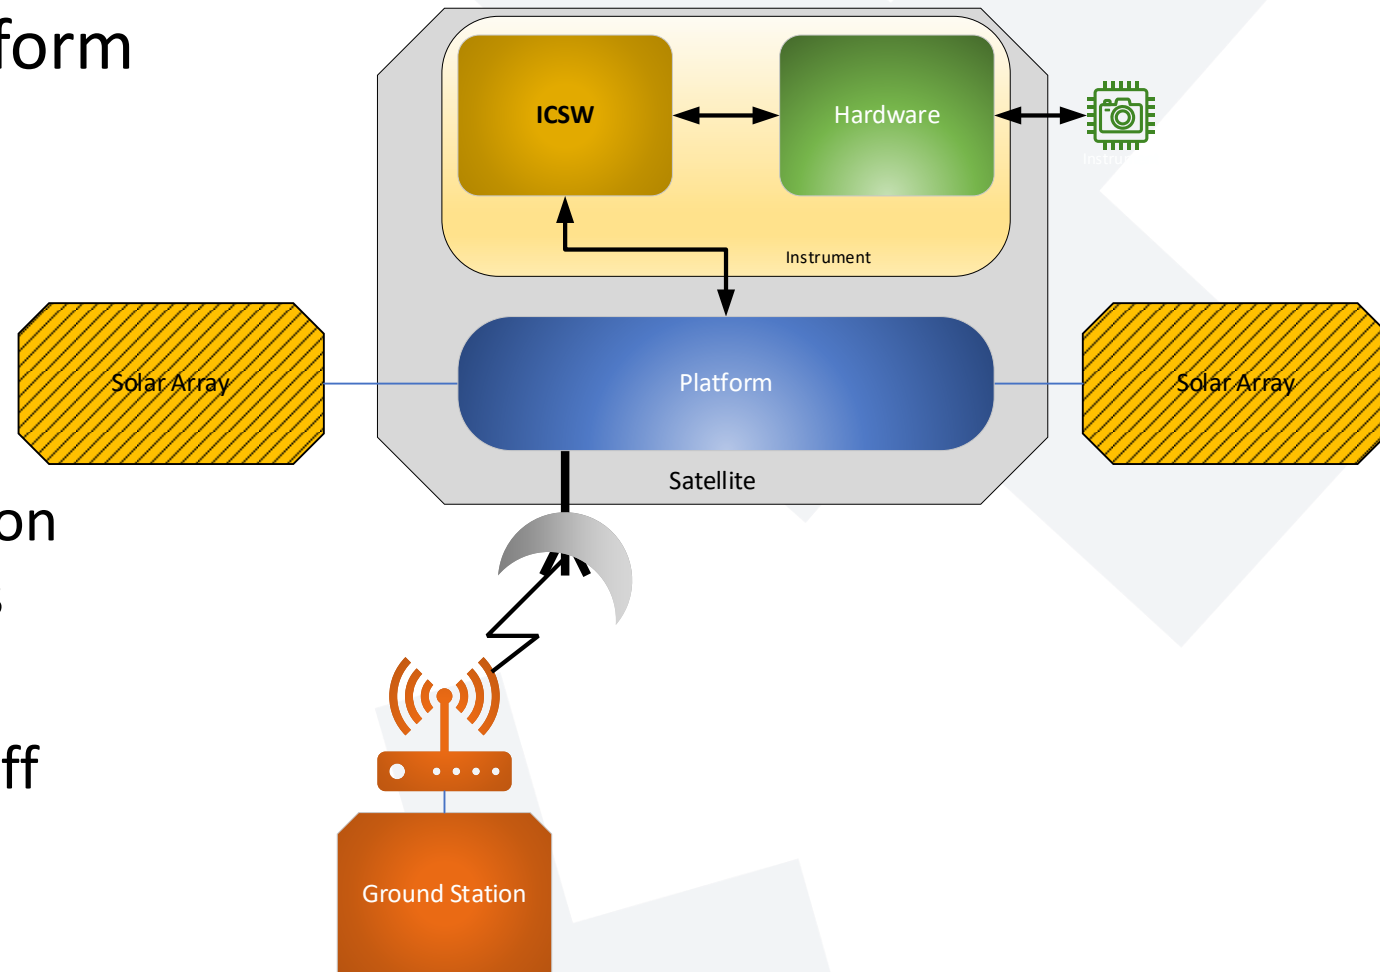 form
ICSW
Hardware
Instrument
Solar Array
Platform
Solar Array
Satellite
on
s
ff
Ground Station